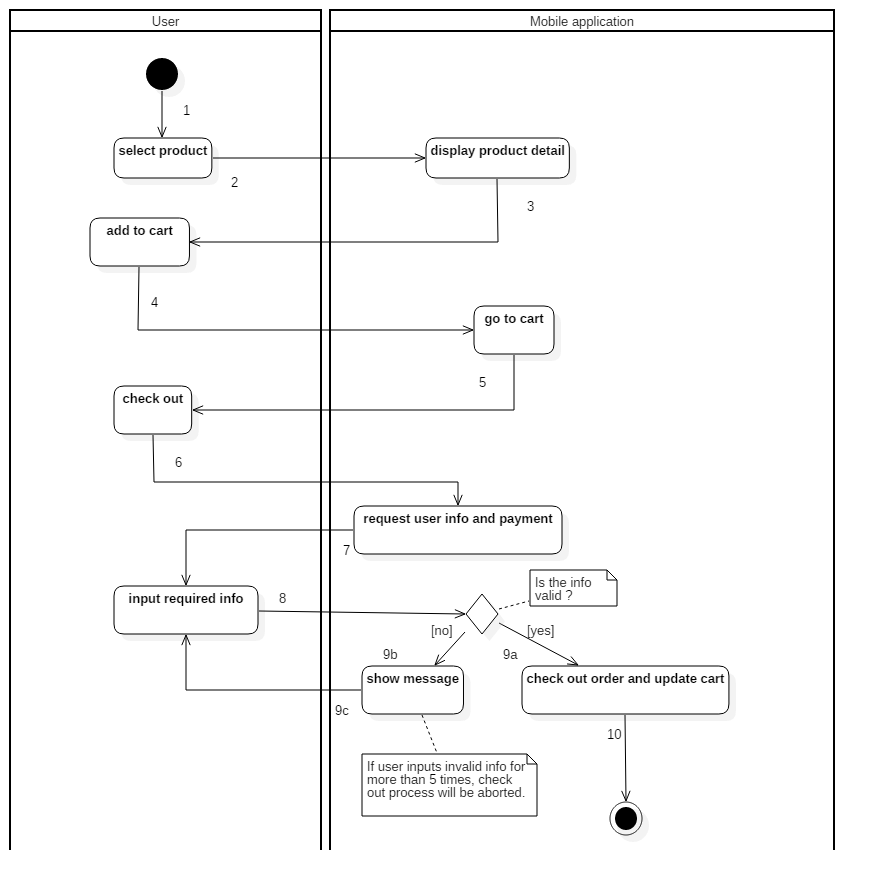 User
Mobile application
1
select product
display product detail
2
3
add to cart
4
go to cart
5
check out
6
request user info and payment
7
Is the info
valid ?
input required info
8
[no]
[yes]
9b
9a
show message
check out order and update cart
9c
10
If user inputs invalid info for
more than 5 times, check
out process will be aborted.